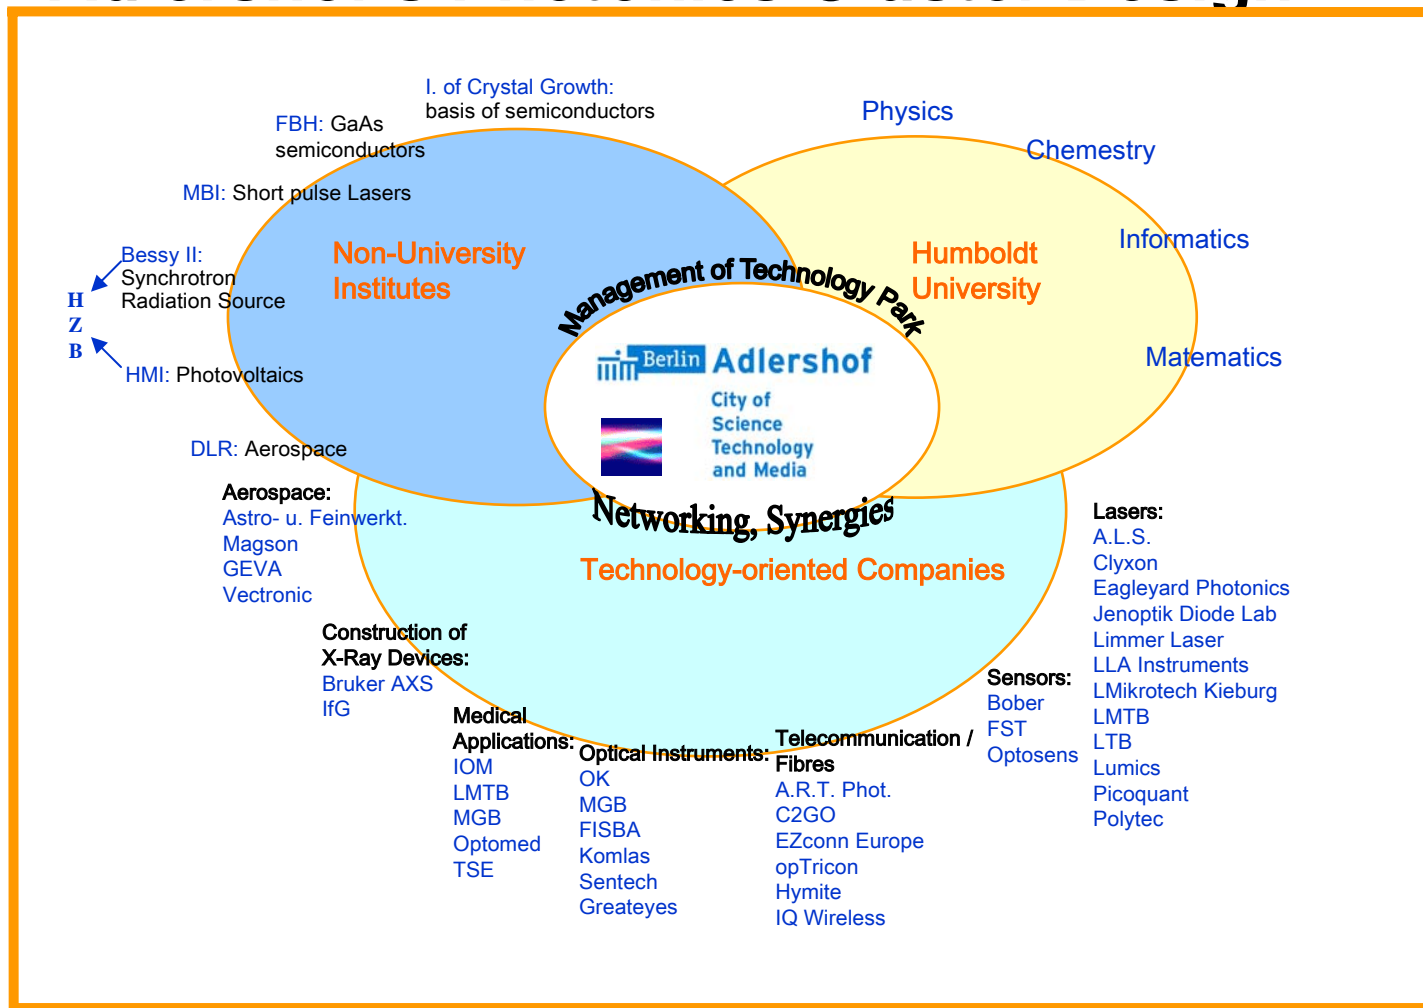 Adlershof's Photonics Cluster Design
I. of Crystal Growth:
basis of semiconductors
FBH: GaAs
semiconductors
MBI: Short pulse Lasers
Bessy II:
Synchrotron
Radiation Source
H
Z
B
HMI: Photovoltaics
DLR: Aerospace
Non-University
Institutes
Physics
Chemestry
Informatics
Matematics
Humboldt
University
Management of Technology Park
Berlin Adlershof
City of
Science
Technology
and Media
Networking, Synergies
Technology-oriented Companies
Aerospace:
Astro- u. Feinwerkt.
Magson
GEVA
Vectronic
Construction of
X-Ray Devices:
Bruker AXS
IfG
Medical
Applications:
IOM
LMTB
MGB
Optomed
TSE
Optical Instruments:
OK
MGB
FISBA
Komlas
Sentech
Greateyes
Telecommunication /
Fibres
A.R.T. Phot.
C2GO
EZconn Europe
opTricon
Hymite
IQ Wireless
Sensors:
Bober
FST
Optosens
Lasers:
A.L.S.
Clyxon
Eagleyard Photonics
Jenoptik Diode Lab
Limmer Laser
LLA Instruments
LMikrotech Kieburg
LMTB
LTB
Lumics
Picoquant
Polytec